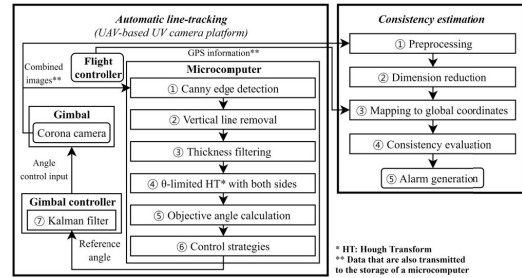 Automatic line-tracking
(UAV-based UV camera platform)
Combined
images**
Flight
controller
GPS information**
Microcomputer
① Canny edge detection
② Vertical line removal
③ Thickness filtering
④ θ-limited HT* with both sides
⑤ Objective angle calculation
⑥ Control strategies
Gimbal
Corona camera
Angle
control input
Gimbal controller
⑦ Kalman filter
Reference
angle
Consistency estimation
① Preprocessing
② Dimension reduction
③ Mapping to global coordinates
④ Consistency evaluation
⑤ Alarm generation
* HT: Hough Transform
** Data that are also transmitted
to the storage of a microcomputer